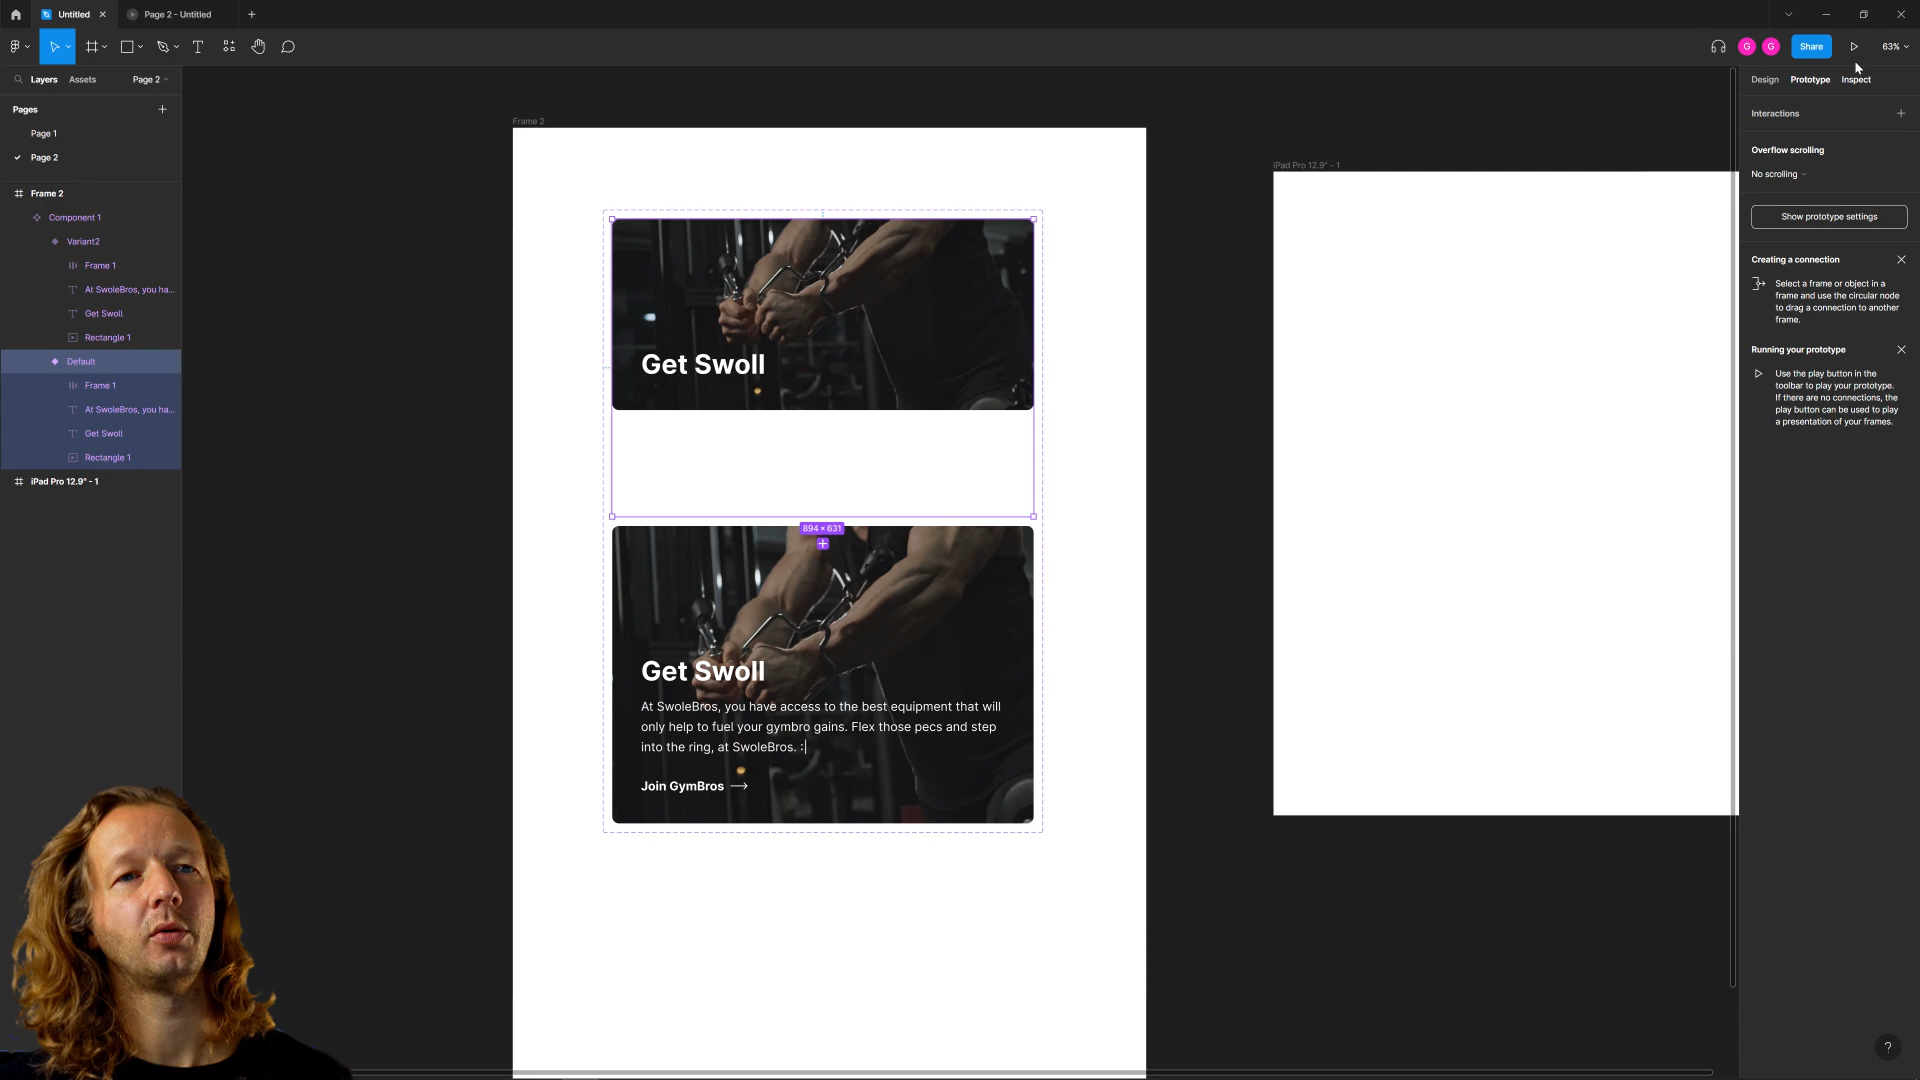 Untitled
Page 2 - Untitled
G
G
Share
63%
Layers
Assets
Page 2
Design
Prototype
Inspect
Pages
Page 1
Page 2
Frame 2
Component 1
Variant2
Frame 1
At SwoleBros, you ha...
Get Swoll
Rectangle 1
Default
Frame 1
At SwoleBros, you ha...
Get Swoll
Rectangle 1
iPad Pro 12.9" - 1
Frame 2
Get Swoll
894 × 631
Get Swoll
At SwoleBros, you have access to the best equipment that will
only help to fuel your gymbro gains. Flex those pecs and step
into the ring, at SwoleBros. :|
Join GymBros
iPad Pro 12.9" - 1
Interactions
Overflow scrolling
No scrolling
Show prototype settings
Creating a connection
Select a frame or object in a
frame and use the circular node
to drag a connection to another
frame.
Running your prototype
Use the play button in the
toolbar to play your prototype.
If there are no connections, the
play button can be used to play
a presentation of your frames.
?